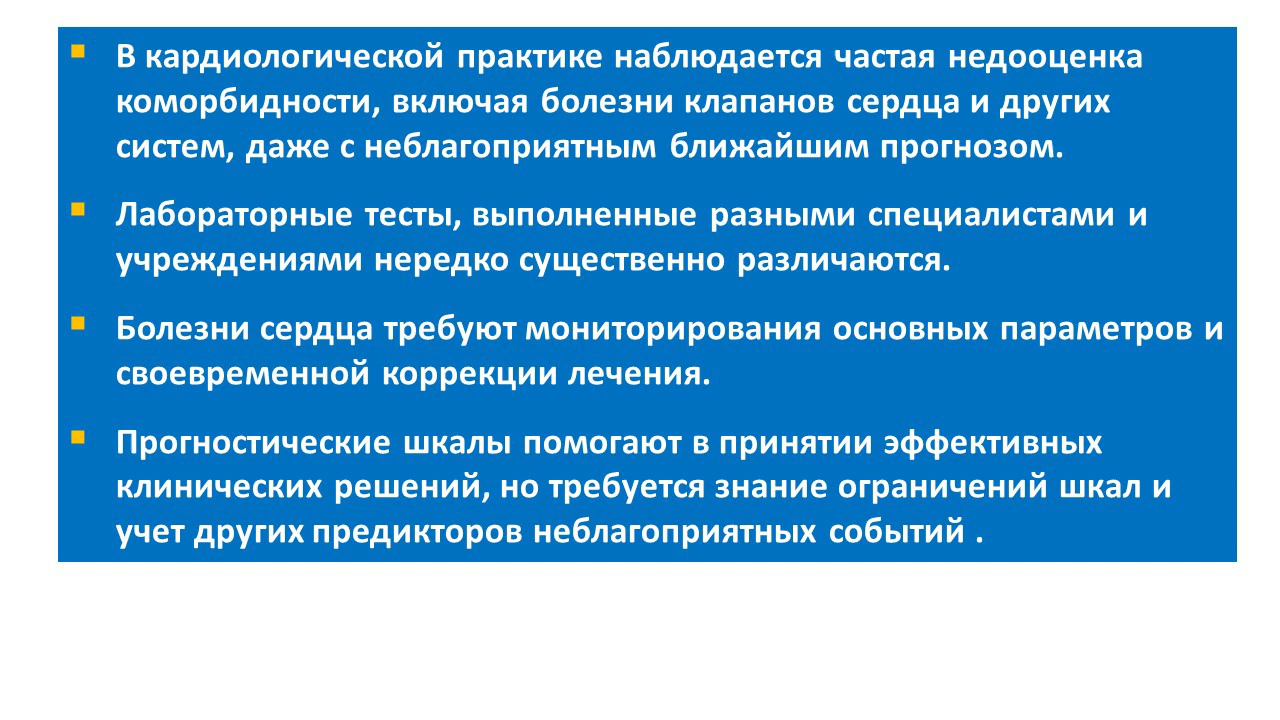 В кардиологической практике наблюдается частая недооценка
коморбидности, включая болезни клапанов сердца и других
систем, даже с неблагоприятным ближайшим прогнозом.
Лабораторные тесты, выполненные разными специалистами и
учреждениями нередко существенно различаются.
Болезни сердца требуют мониторирования основных параметров и
своевременной коррекции лечения.
Прогностические шкалы помогают в принятии эффективных
клинических решений, но требуется знание ограничений шкал и
учет других предикторов неблагоприятных событий .